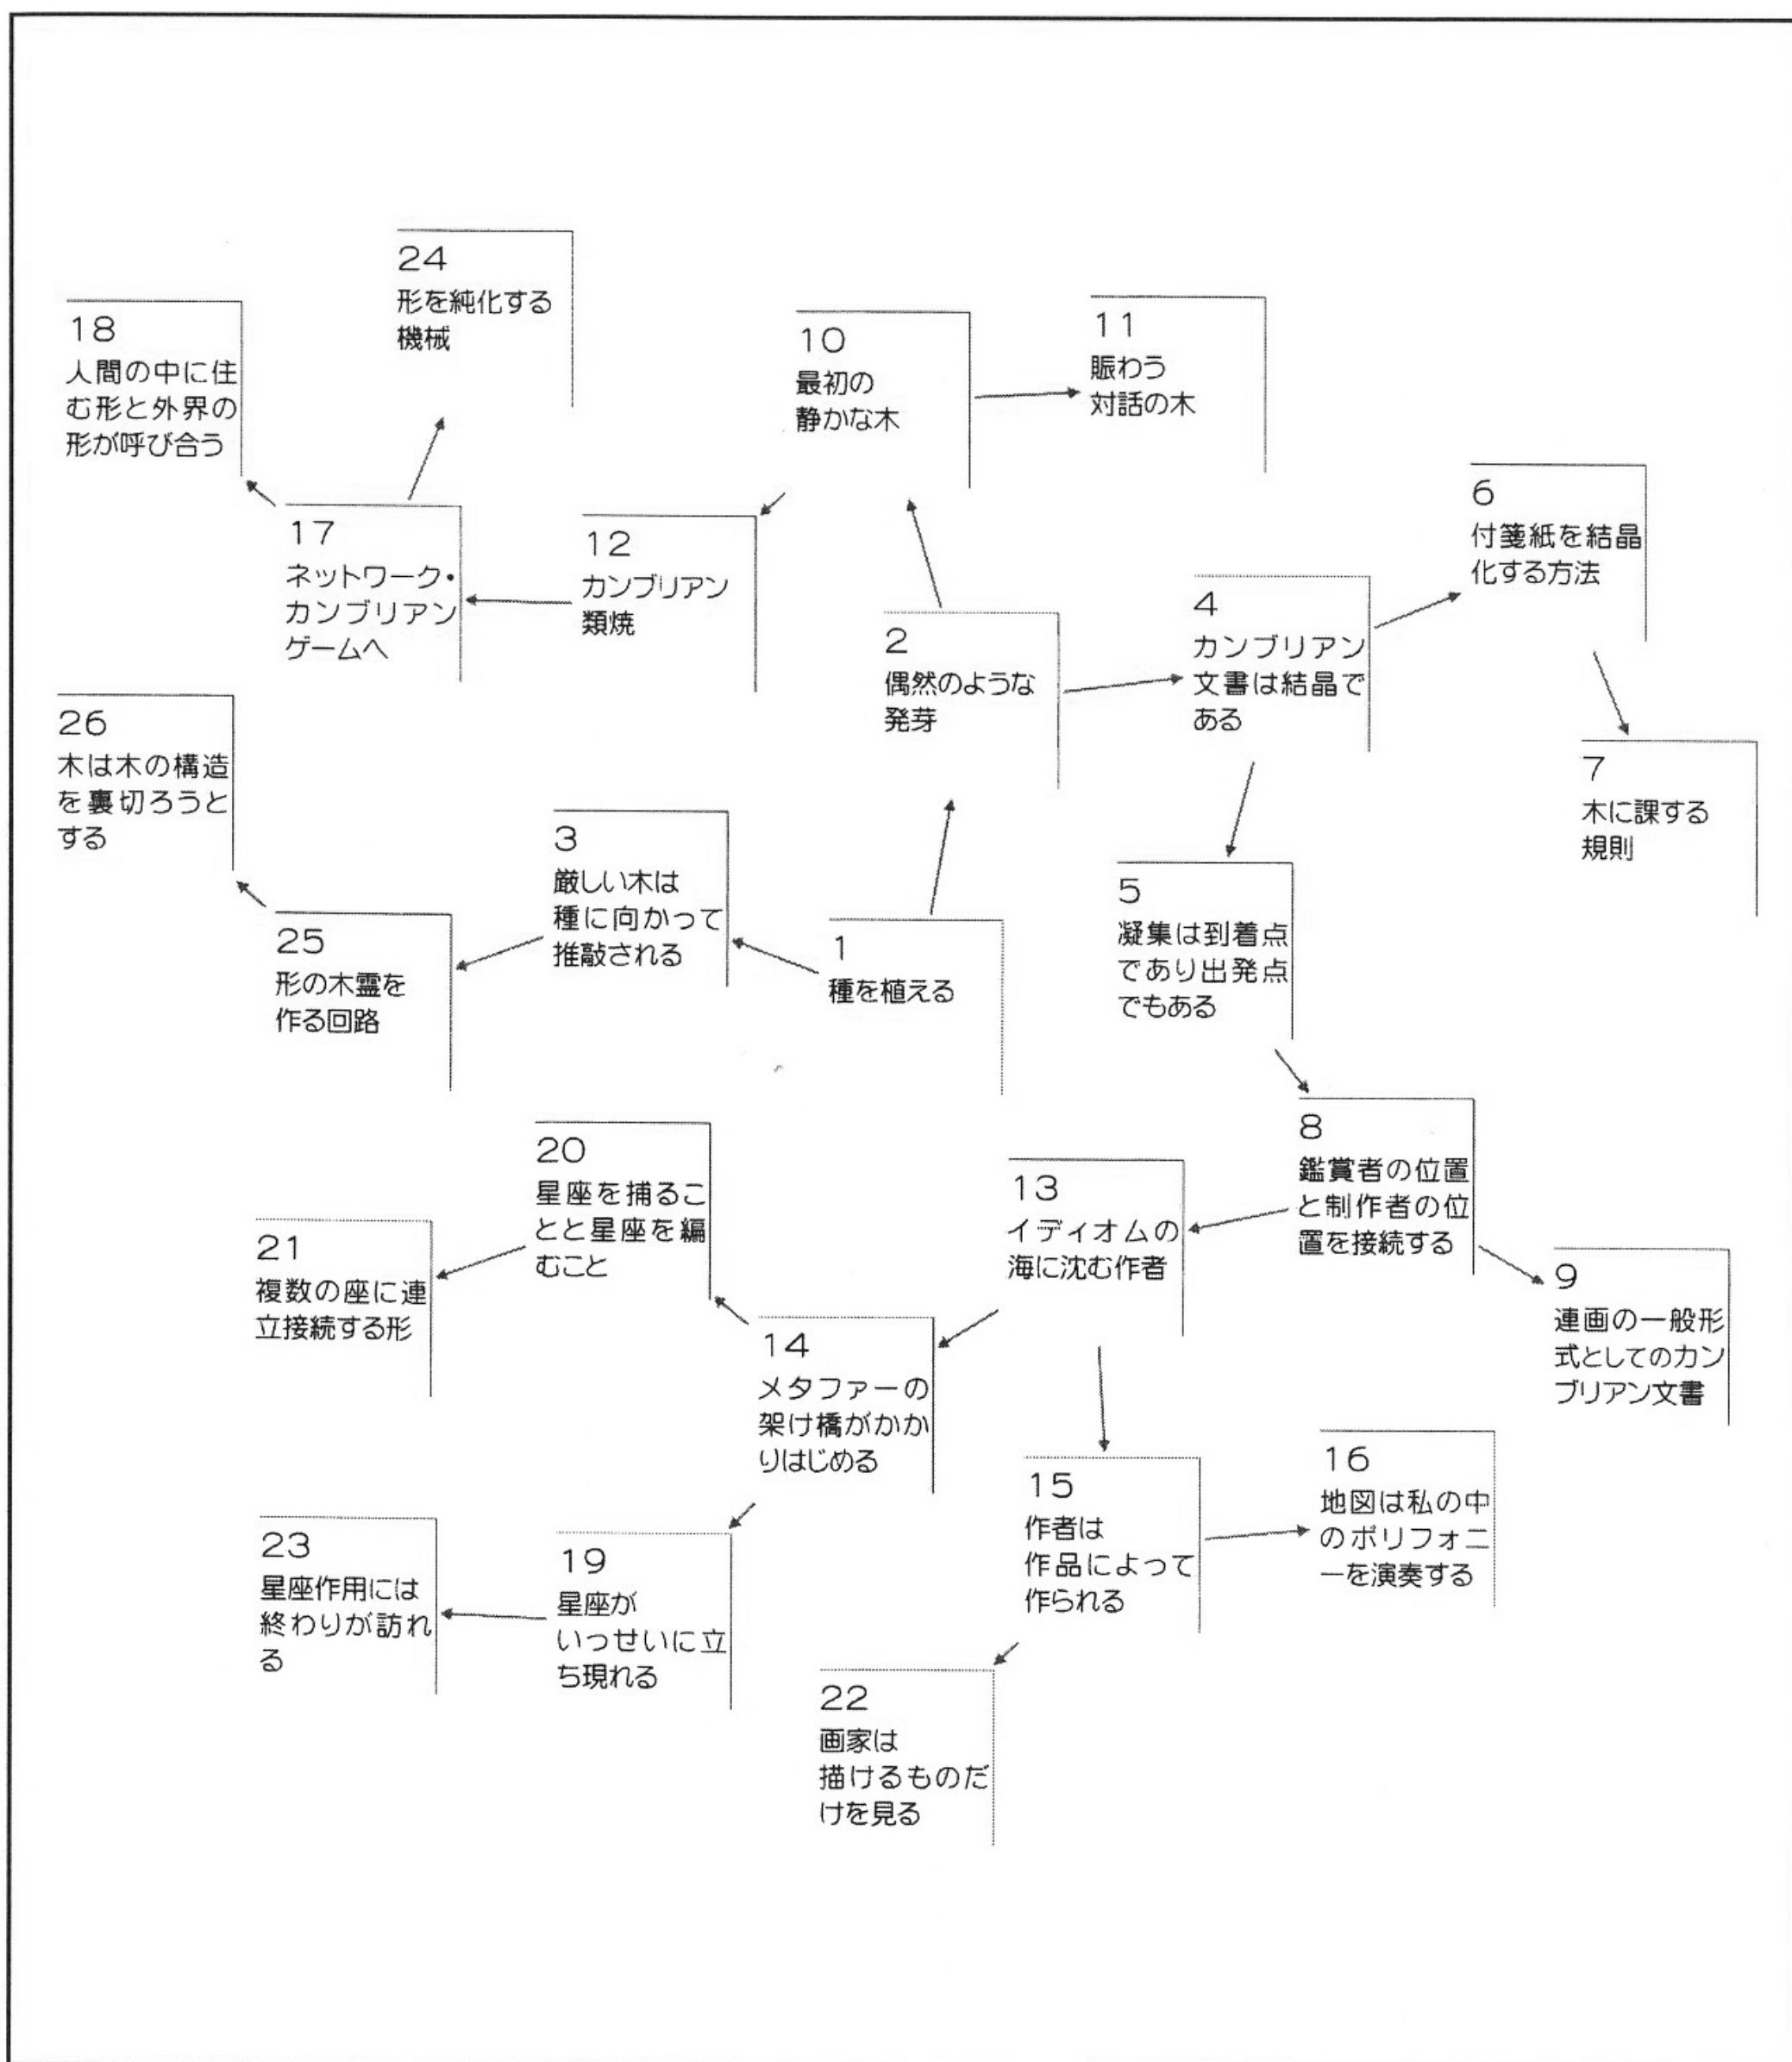 24
形を純化する
機械
18
人間の中に住
む形と外界の
形が呼び合う
10
最初の
静かな木
11
賑わう
対話の木
6
付箋紙を結晶
化する方法
17
ネットワーク・
カンブリアン
ゲームへ
12
カンブリアン
類焼
4
カンブリアン
文書は結晶で
ある
2
偶然のような
発芽
26
木は木の構造
を裏切ろうと
する
7
木に課する
規則
3
厳しい木は
種に向かって
推敲される
5
凝集は到着点
であり出発点
でもある
25
形の木霊を
作る回路
1
種を植える
8
鑑賞者の位置
と制作者の位
置を接続する
20
星座を捕るこ
とと星座を編
むこと
13
イディオムの
海に沈む作者
21
複数の座に連
立接続する形
9
連画の一般形
式としてのカン
ブリアン文書
14
メタファーの
架け橋がかか
りはじめる
16
地図は私の中
のポリフォニ
ーを演奏する
15
作者は
作品によって
作られる
23
星座作用には
終わりが訪れ
る
19
星座が
いっせいに立
ち現れる
22
画家は
描けるものだ
けを見る